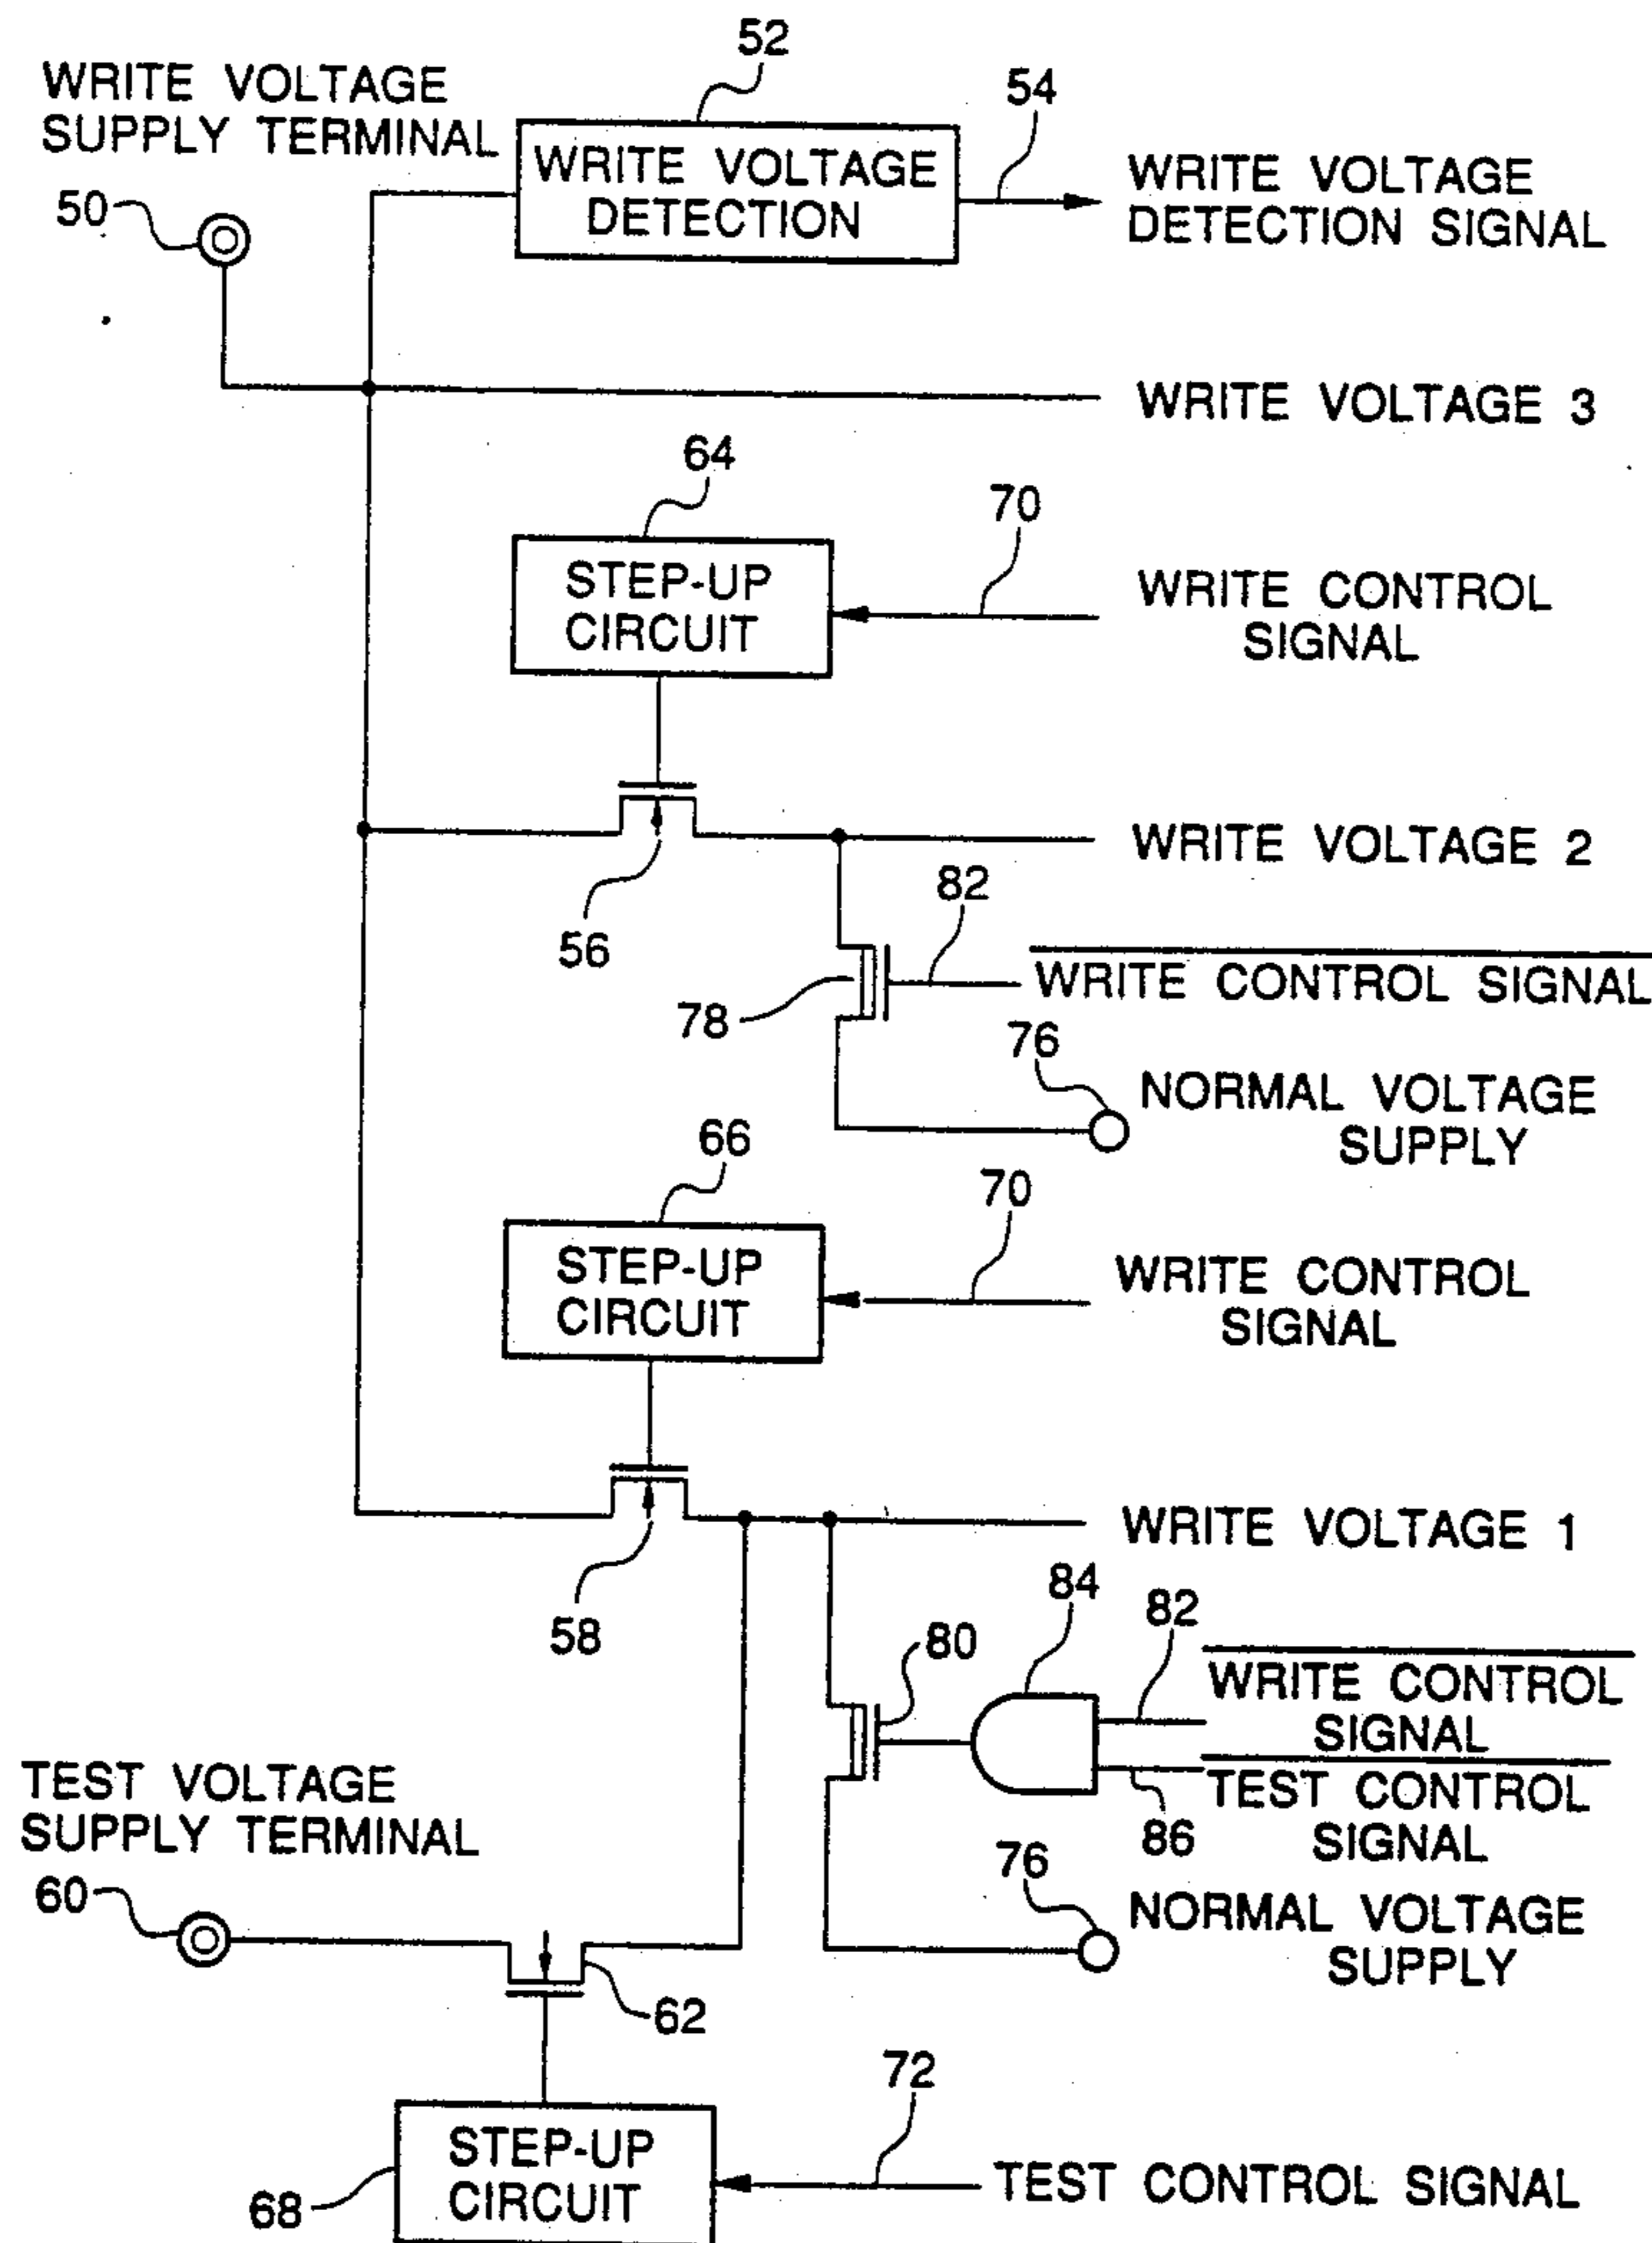 52
WRITE VOLTAGE
SUPPLY TERMINAL
54
50
WRITE VOLTAGE
DETECTION
WRITE VOLTAGE
DETECTION SIGNAL
WRITE VOLTAGE 3
64
70
STEP-UP
CIRCUIT
WRITE CONTROL
SIGNAL
WRITE VOLTAGE 2
56
82
WRITE CONTROL SIGNAL
78
76
NORMAL VOLTAGE
SUPPLY
66
70
STEP-UP
CIRCUIT
WRITE CONTROL
SIGNAL
WRITE VOLTAGE 1
58
84
82
80
WRITE CONTROL
SIGNAL
TEST CONTROL
SIGNAL
86
TEST VOLTAGE
SUPPLY TERMINAL
60
76
NORMAL VOLTAGE
SUPPLY
62
72
STEP-UP
CIRCUIT
68
TEST CONTROL SIGNAL